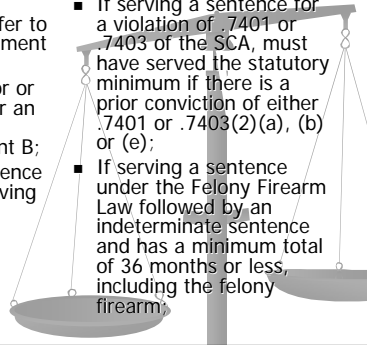 fer to
ment
or or
r an
nt B;
ence
ving
▪ If serving a sentence for
a violation of .7401 or
.7403 of the SCA, must
have served the statutory
minimum if there is a
prior conviction of either
.7401 or .7403(2)(a), (b)
or (e);
▪ If serving a sentence
under the Felony Firearm
Law followed by an
indeterminate sentence
and has a minimum total
of 36 months or less,
including the felony
firearm;